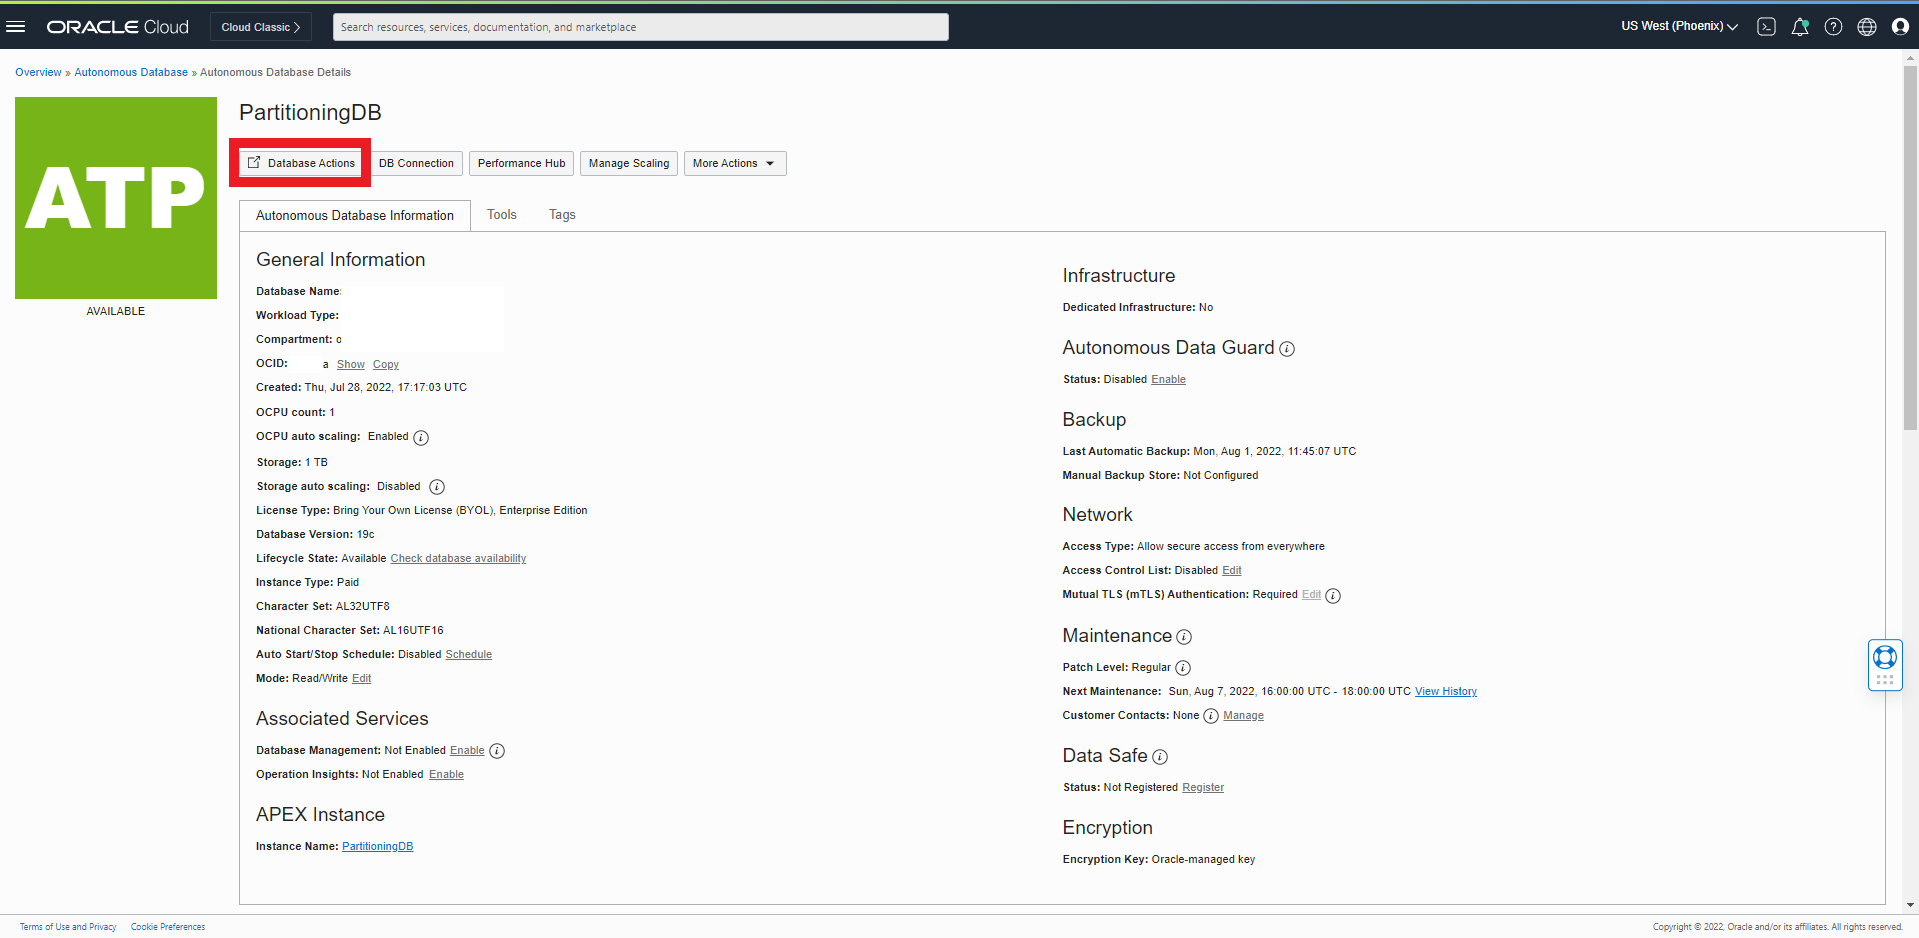 ORACLE Cloud
Cloud Classic
Search resources, services, documentation, and marketplace
US West (Phoenix)
Overview » Autonomous Database » Autonomous Database Details
ATP
AVAILABLE
PartitioningDB
Database Actions
DB Connection
Performance Hub
Manage Scaling
More Actions
Autonomous Database Information
Tools
Tags
General Information
Database Name:
Workload Type:
Compartment: o
OCID: a Show Copy
Created: Thu, Jul 28, 2022, 17:17:03 UTC
OCPU count: 1
OCPU auto scaling: Enabled
Storage: 1 TB
Storage auto scaling: Disabled
License Type: Bring Your Own License (BYOL), Enterprise Edition
Database Version: 19c
Lifecycle State: Available Check database availability
Instance Type: Paid
Character Set: AL32UTF8
National Character Set: AL16UTF16
Auto Start/Stop Schedule: Disabled Schedule
Mode: Read/Write Edit
Associated Services
Database Management: Not Enabled Enable
Operation Insights: Not Enabled Enable
APEX Instance
Instance Name: PartitioningDB
Infrastructure
Dedicated Infrastructure: No
Autonomous Data Guard
Status: Disabled Enable
Backup
Last Automatic Backup: Mon, Aug 1, 2022, 11:45:07 UTC
Manual Backup Store: Not Configured
Network
Access Type: Allow secure access from everywhere
Access Control List: Disabled Edit
Mutual TLS (mTLS) Authentication: Required Edit
Maintenance
Patch Level: Regular
Next Maintenance: Sun, Aug 7, 2022, 16:00:00 UTC - 18:00:00 UTC View History
Customer Contacts: None Manage
Data Safe
Status: Not Registered Register
Encryption
Encryption Key: Oracle-managed key
Terms of Use and Privacy
Cookie Preferences
Copyright © 2022, Oracle and/or its affiliates. All rights reserved.